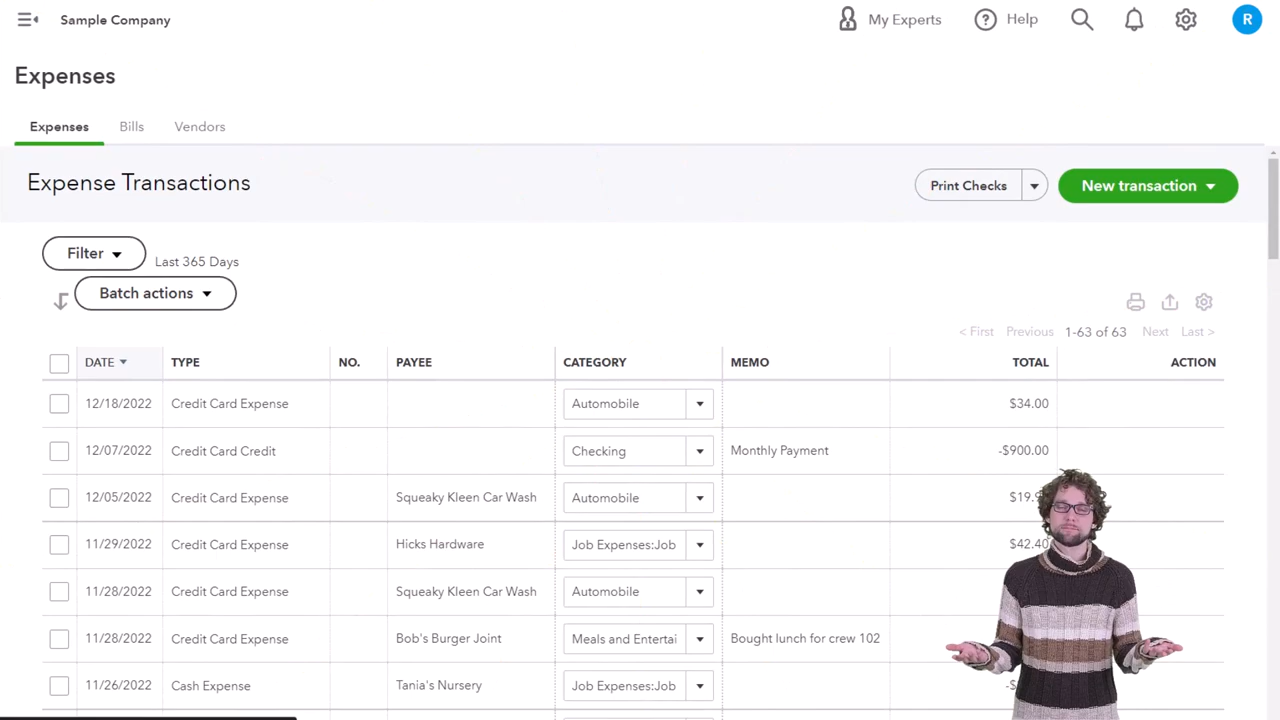 Sample Company
My Experts
Help
R
Expenses
Expenses Bills Vendors
Expense Transactions
Print Checks
New transaction
Filter
Last 365 Days
Batch actions
< First Previous 1-63 of 63 Next Last >
DATE TYPE NO. PAYEE CATEGORY MEMO TOTAL ACTION
12/18/2022 Credit Card Expense Automobile $34.00
12/07/2022 Credit Card Credit Checking Monthly Payment -$900.00
12/05/2022 Credit Card Expense Squeaky Kleen Car Wash Automobile
11/29/2022 Credit Card Expense Hicks Hardware Job Expenses:Job $42.40
11/28/2022 Credit Card Expense Squeaky Kleen Car Wash Automobile
11/28/2022 Credit Card Expense Bob's Burger Joint Meals and Entertai Bought lunch for crew 102
11/26/2022 Cash Expense Tania's Nursery Job Expenses:Job